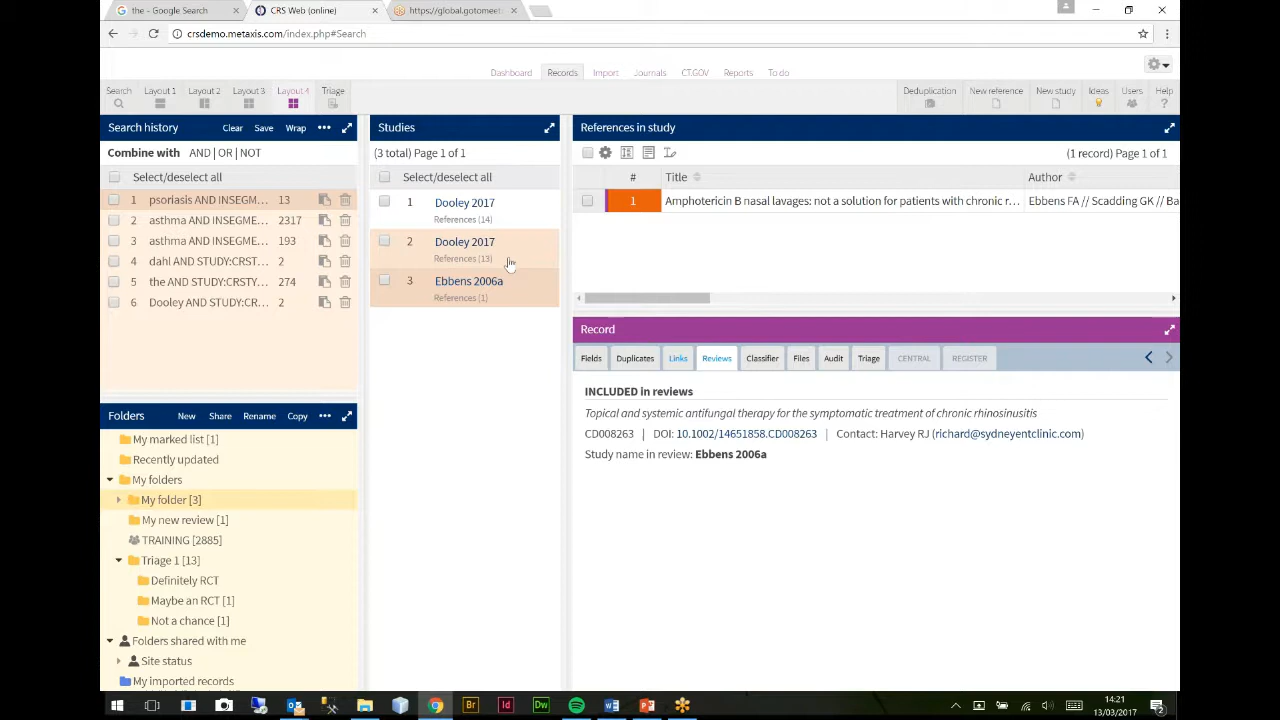 the - Google Search
CRS Web (online)
https://global.gotomeet
crsdemo.metaxis.com/index.php#Search
Dashboard Records Import Journals CT.GOV Reports To do
Search Layout 1 Layout 2 Layout 3 Layout 4 Triage Deduplication New reference New study Ideas Users Help
Search history Clear Save Wrap •••
Combine with AND | OR | NOT
Select/deselect all
1 psoriasis AND INSEGM... 13
2 asthma AND INSEGME... 2317
3 asthma AND INSEGME... 193
4 dahl AND STUDY:CRST... 2
5 the AND STUDY:CRSTY... 274
6 Dooley AND STUDY:CR... 2
Folders New Share Rename Copy •••
My marked list [1]
Recently updated
My folders
My folder [3]
My new review [1]
TRAINING [2885]
Triage 1 [13]
Definitely RCT
Maybe an RCT [1]
Not a chance [1]
Folders shared with me
Site status
My imported records
Studies
(3 total) Page 1 of 1
Select/deselect all
1 Dooley 2017
References (14)
2 Dooley 2017
References (13)
3 Ebbens 2006a
References (1)
References in study
(1 record) Page 1 of 1
# Title Author
1 Amphotericin B nasal lavages: not a solution for patients with chronic r... Ebbens FA // Scadding GK // Ba
Record
Fields Duplicates Links Reviews Classifier Files Audit Triage CENTRAL REGISTER
INCLUDED in reviews
Topical and systemic antifungal therapy for the symptomatic treatment of chronic rhinosinusitis
CD008263 | DOI: 10.1002/14651858.CD008263 | Contact: Harvey RJ (richard@sydneyentclinic.com)
Study name in review: Ebbens 2006a
Br Id Dw
14:21
13/03/2017
2